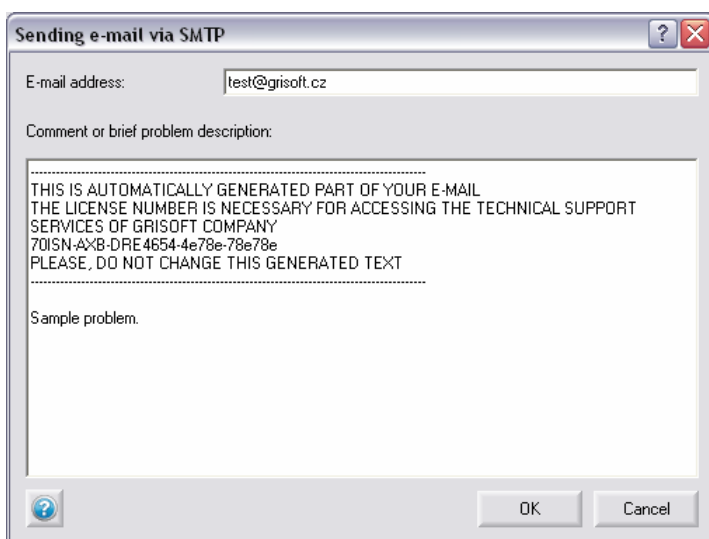 Sending e-mail via SMTP
E-mail address:
test@grisoft.cz
Comment or brief problem description:
------------------------------------------------------------------------------------------------
THIS IS AUTOMATICALLY GENERATED PART OF YOUR E-MAIL
THE LICENSE NUMBER IS NECESSARY FOR ACCESSING THE TECHNICAL SUPPORT
SERVICES OF GRISOFT COMPANY
70ISN-AXB-DRE4654-4e78e-78e78e
PLEASE, DO NOT CHANGE THIS GENERATED TEXT
------------------------------------------------------------------------------------------------
Sample problem.
OK
Cancel